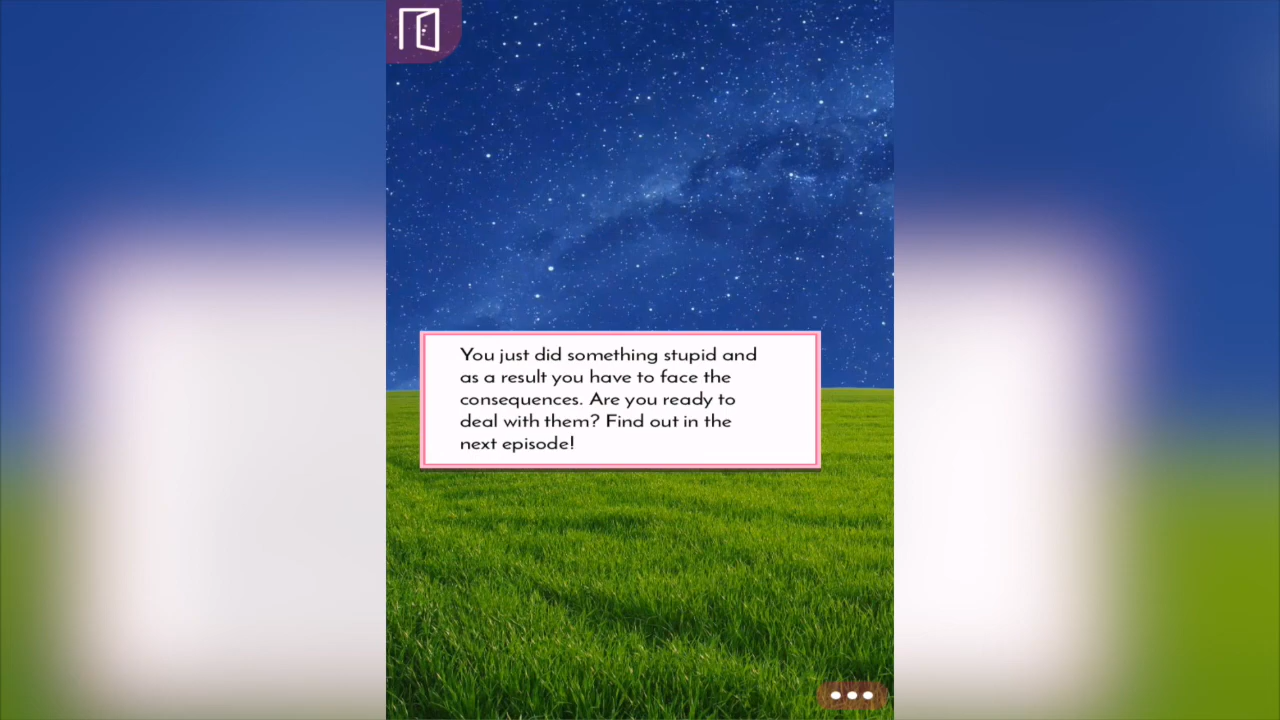 You just did something stupid and
as a result you have to face the
consequences. Are you ready to
deal with them? Find out in the
next episode!